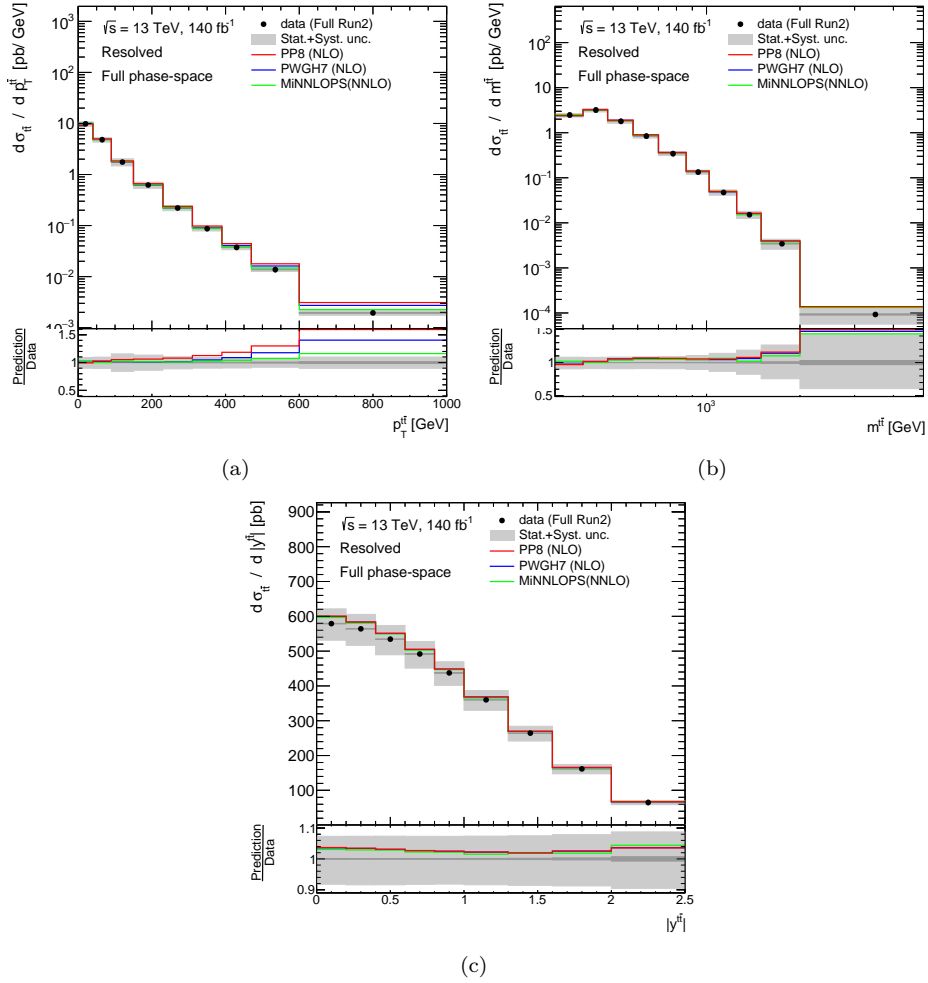 dσ_tt̄ / d p_T^tt̄ [pb/ GeV]
10³
10²
10
1
10⁻¹
10⁻²
10⁻³
√s = 13 TeV, 140 fb⁻¹
Resolved
Full phase-space
data (Full Run2)
Stat.+Syst. unc.
PP8 (NLO)
PWGH7 (NLO)
MiNNLOPS(NNLO)
Prediction
Data
1.5
1
0.5
0 200 400 600 800 1000
p_T^tt̄ [GeV]
(a)
dσ_tt̄ / d m^tt̄ [pb/ GeV]
10²
10
1
10⁻¹
10⁻²
10⁻³
10⁻⁴
√s = 13 TeV, 140 fb⁻¹
Resolved
Full phase-space
data (Full Run2)
Stat.+Syst. unc.
PP8 (NLO)
PWGH7 (NLO)
MiNNLOPS(NNLO)
Prediction
Data
1.5
1
0.5
10³
m^tt̄ [GeV]
(b)
dσ_tt̄ / d |y^tt̄| [pb]
900
800
700
600
500
400
300
200
100
√s = 13 TeV, 140 fb⁻¹
Resolved
Full phase-space
data (Full Run2)
Stat.+Syst. unc.
PP8 (NLO)
PWGH7 (NLO)
MiNNLOPS(NNLO)
Prediction
Data
1.1
1
0.9
0 0.5 1 1.5 2 2.5
|y^tt̄|
(c)